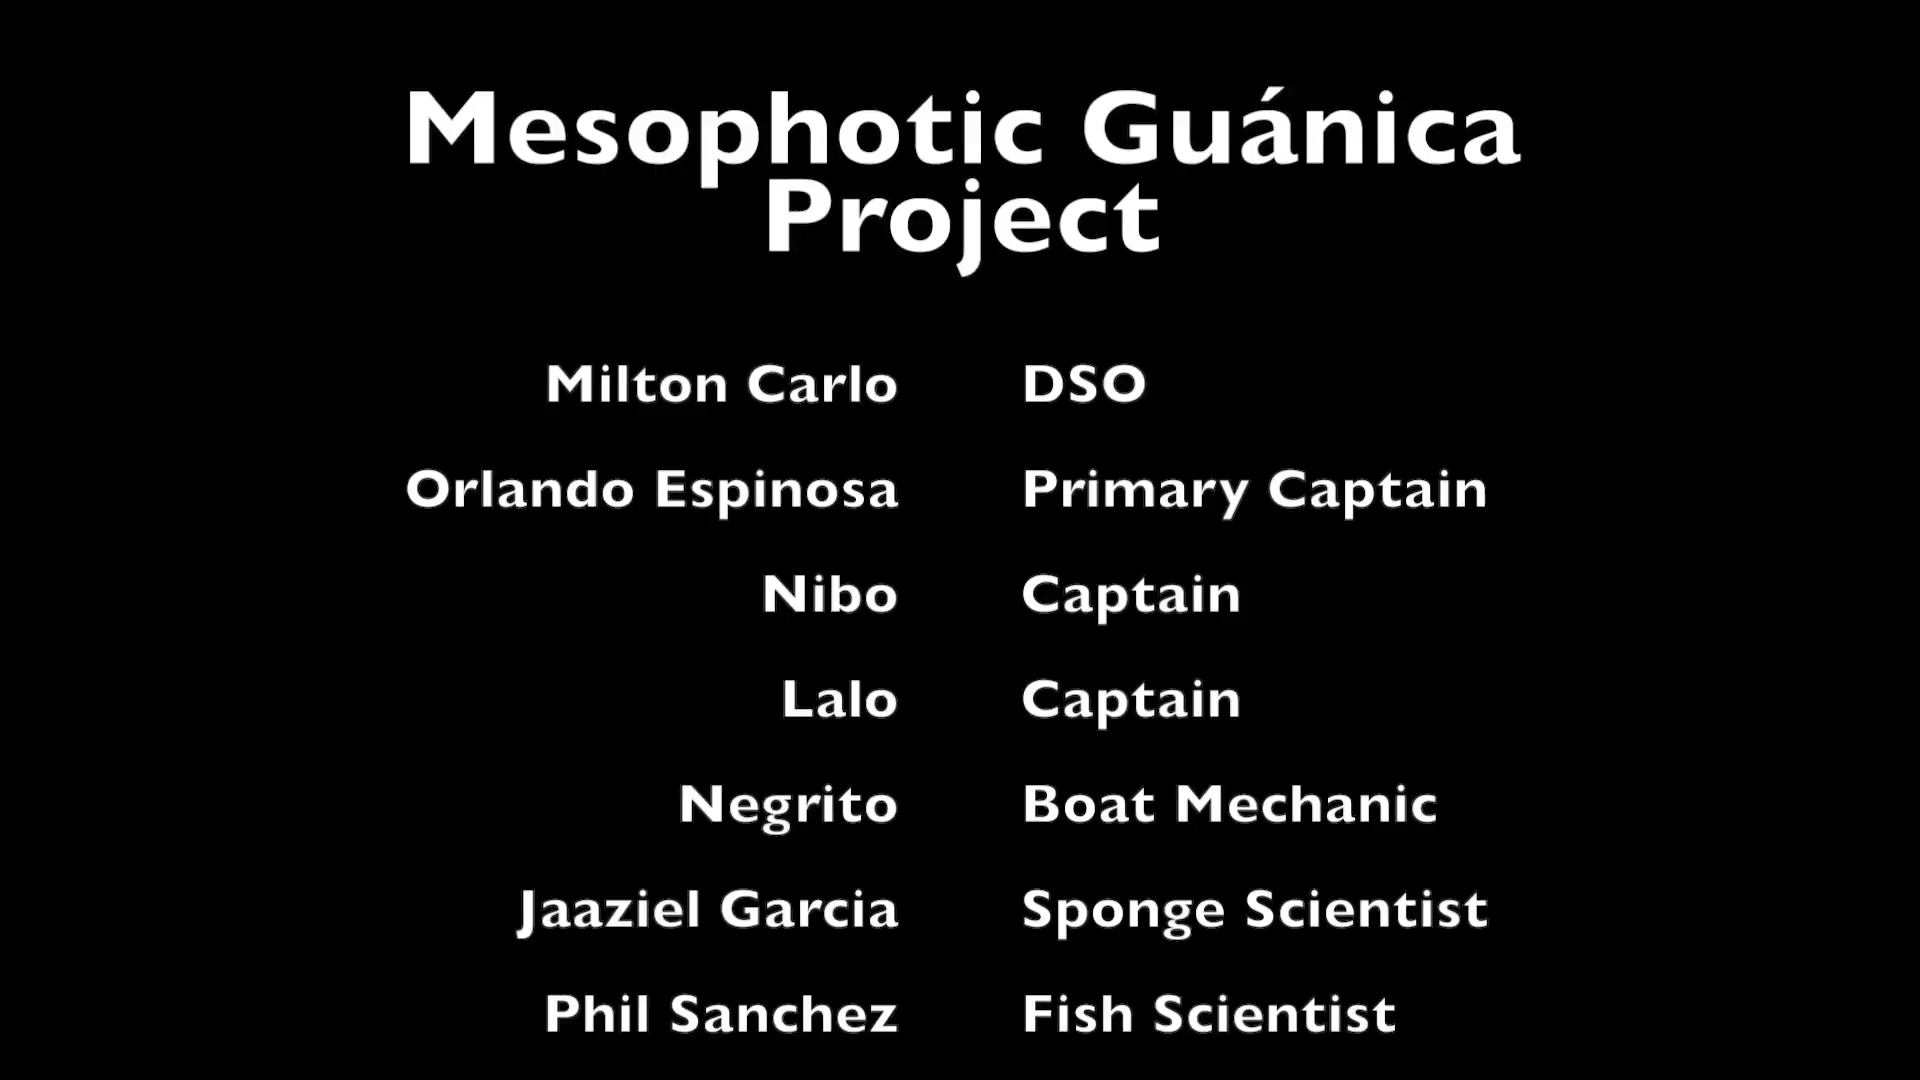 Mesophotic Guánica
Project
Milton Carlo DSO
Orlando Espinosa Primary Captain
Nibo Captain
Lalo Captain
Negrito Boat Mechanic
Jaaziel Garcia Sponge Scientist
Phil Sanchez Fish Scientist